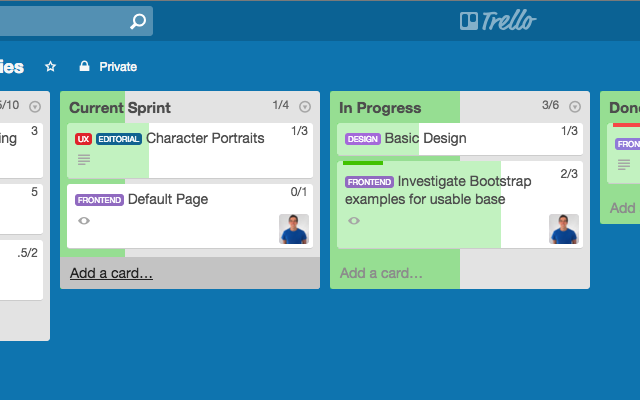 Trello
ies
Private
5/10
ing
3
5
.5/2
Current Sprint
1/4
UX EDITORIAL Character Portraits
1/3
FRONTEND Default Page
0/1
Add a card…
In Progress
3/6
DESIGN Basic Design
1/3
FRONTEND Investigate Bootstrap
examples for usable base
2/3
Add a card…
Done
FRON
Add